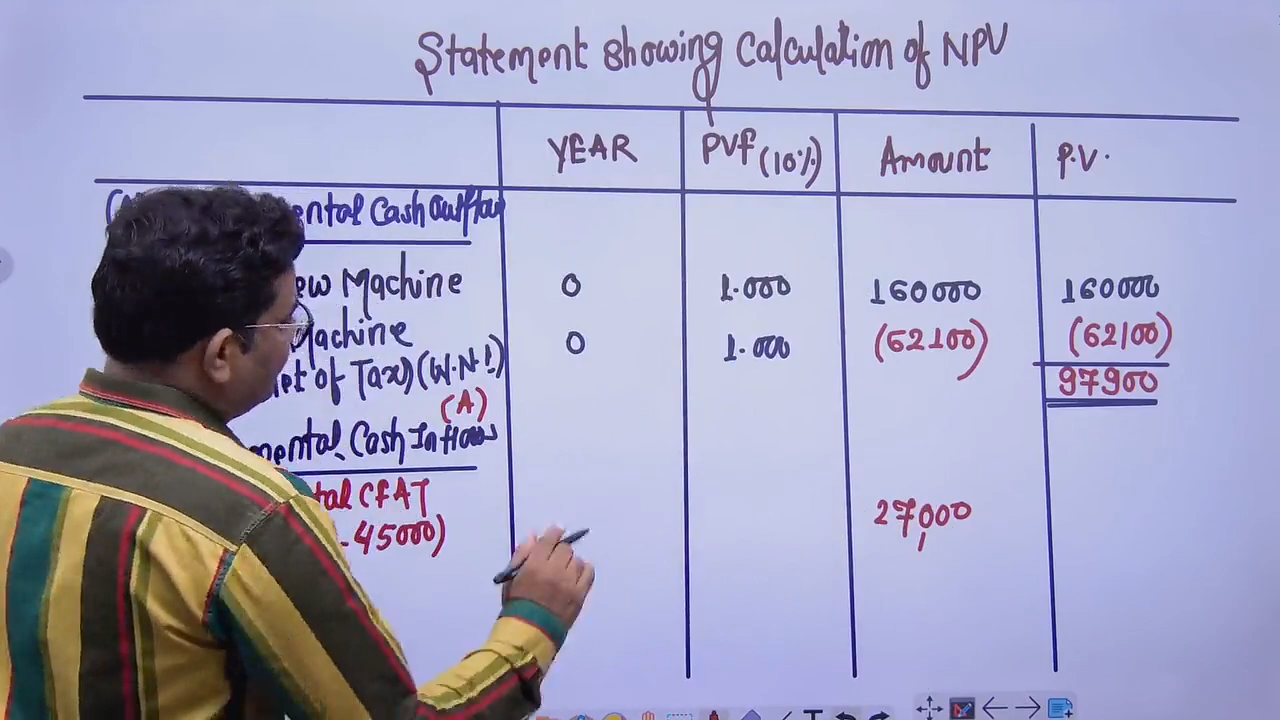 Statement showing Calculation of NPV
YEAR PVf (10%) Amount P.V.
ental Cash Outflow
ew Machine 0 1.000 160000 160000
Machine 0 1.000 (62100) (62100)
et of Tax) (W.N.1) 97900
(A)
mental Cash Inflows
tal CFAT 27,000
- 45000)